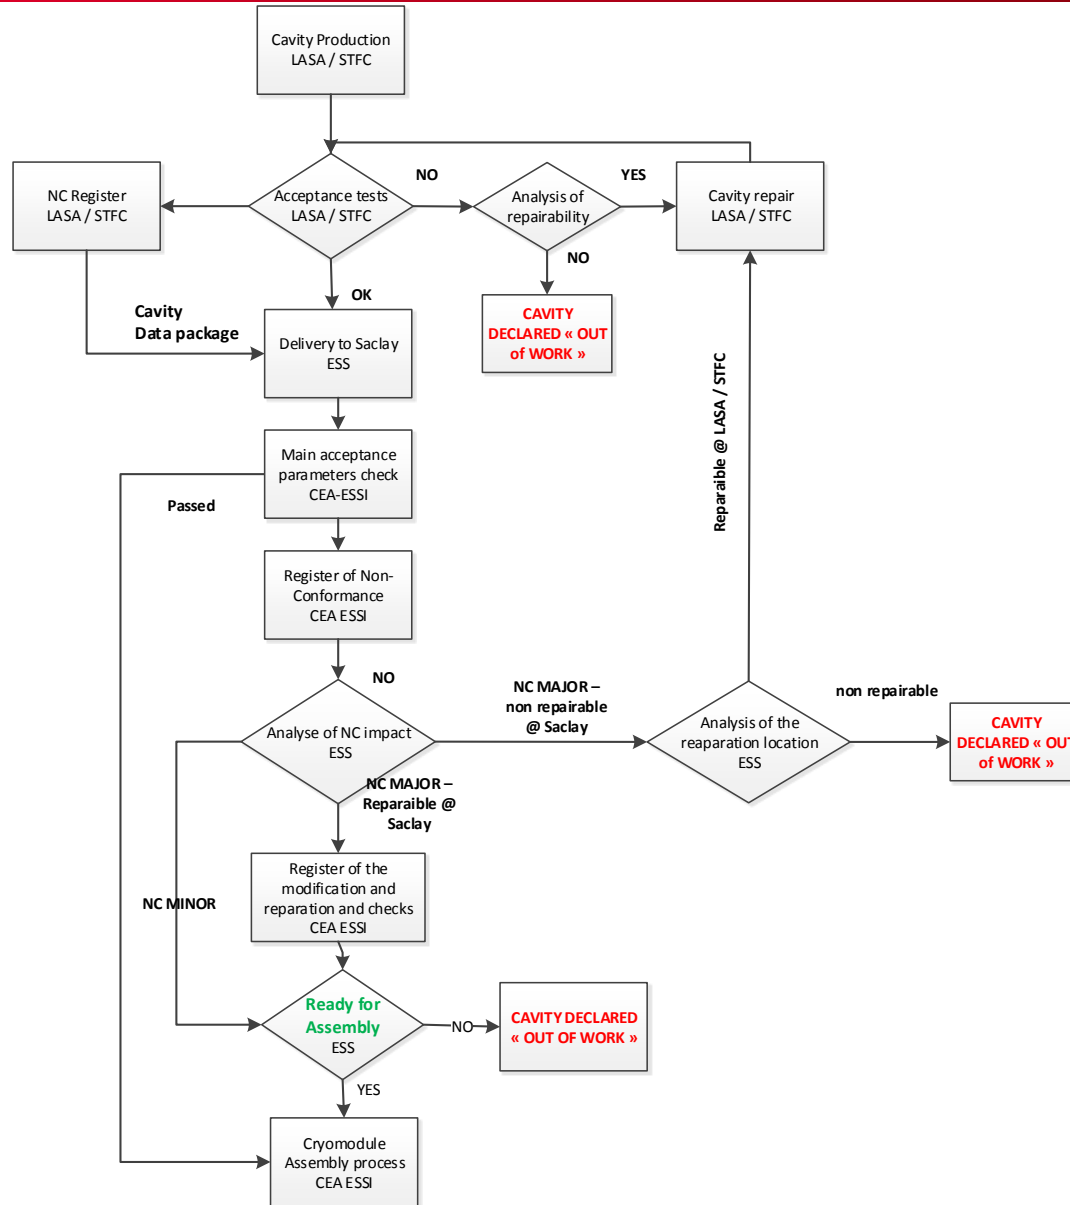 Cavity Production
LASA / STFC
NC Register
LASA / STFC
Acceptance tests
LASA / STFC
NO
Analysis of
repairability
YES
Cavity repair
LASA / STFC
NO
OK
CAVITY
DECLARED « OUT
of WORK »
Cavity
Data package
Delivery to Saclay
ESS
Main acceptance
parameters check
CEA-ESSI
Passed
Reparaible @ LASA / STFC
Register of Non-
Conformance
CEA ESSI
NO
Analyse of NC impact
ESS
NC MAJOR –
non repairable
@ Saclay
Analysis of the
reaparation location
ESS
non repairable
CAVITY
DECLARED « OUT
of WORK »
NC MAJOR –
Reparaible @
Saclay
Register of the
modification and
reparation and checks
CEA ESSI
NC MINOR
Ready for
Assembly
ESS
NO
CAVITY DECLARED
« OUT OF WORK »
YES
Cryomodule
Assembly process
CEA ESSI